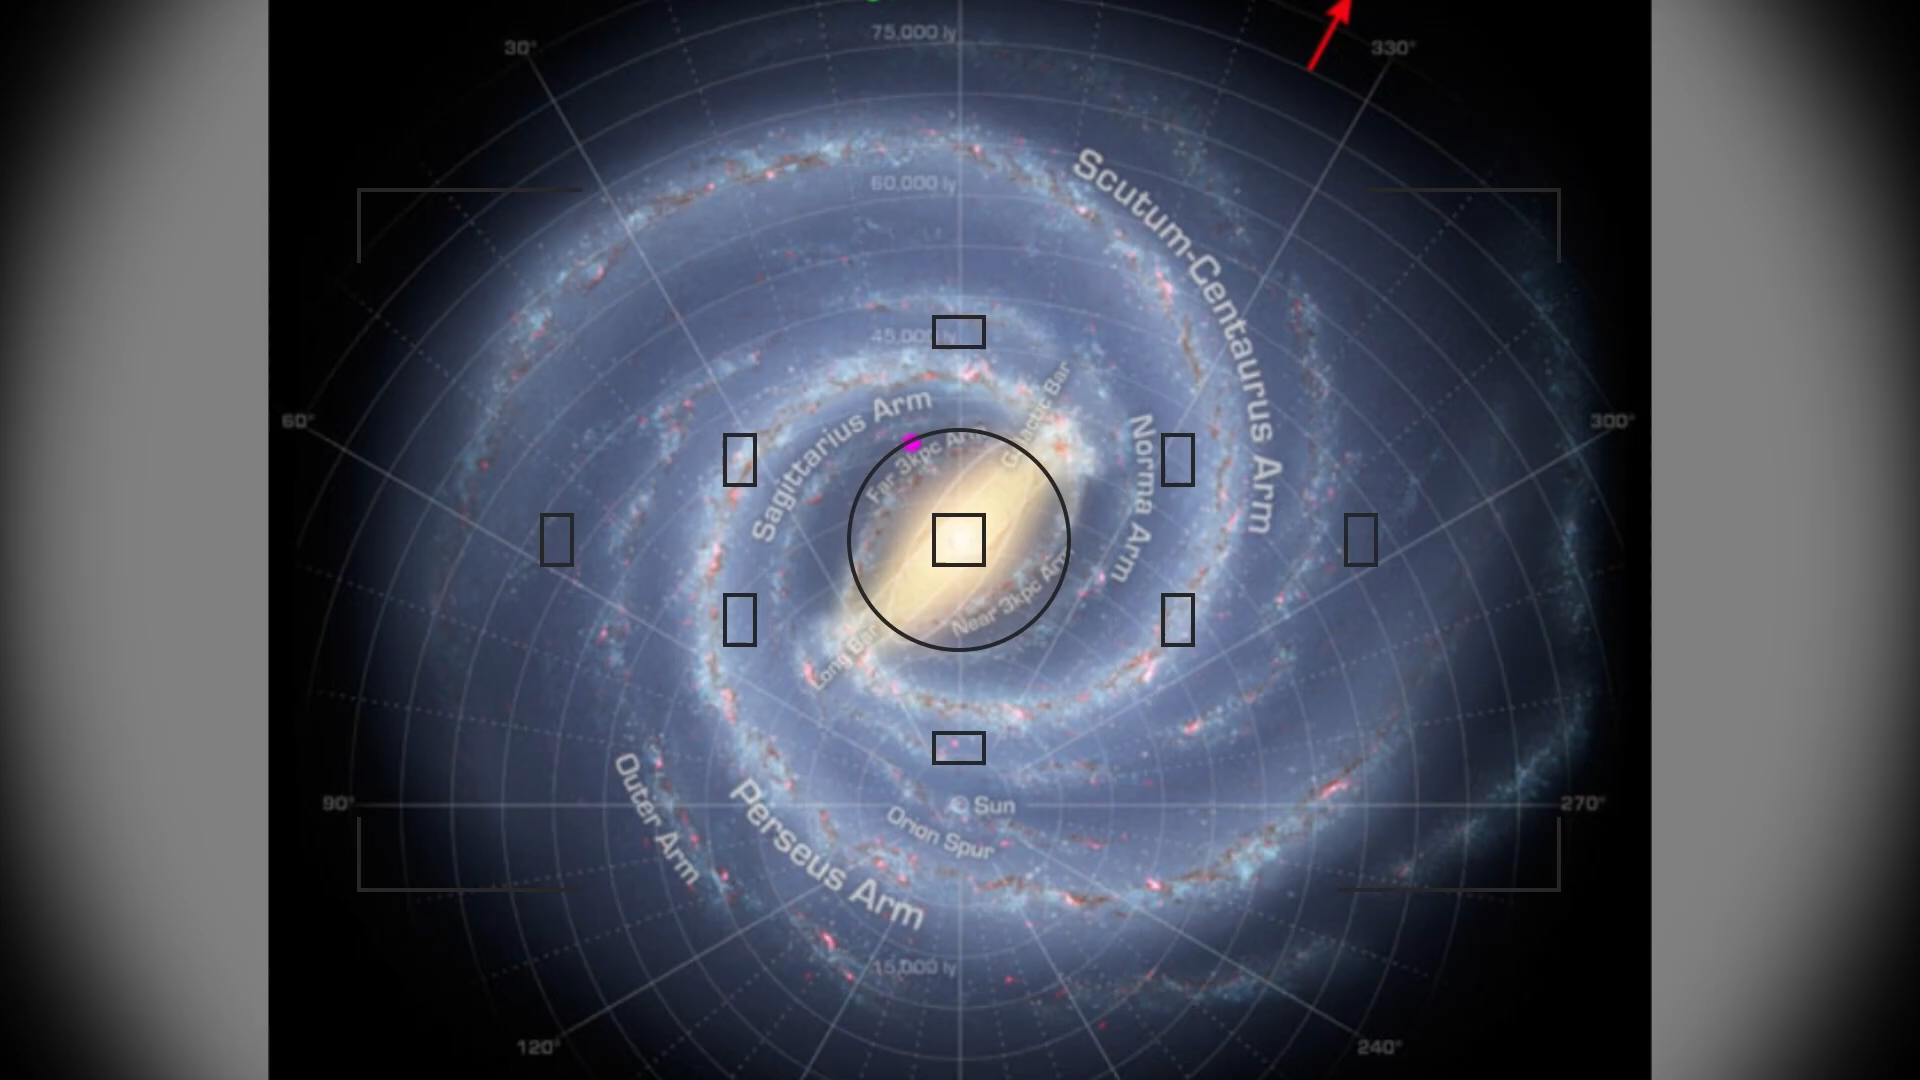 75,000 ly
30°
330°
Scutum-Centaurus Arm
60,000 ly
45,000 ly
Galactic Bar
Sagittarius Arm
Far 3kpc Arm
Norma Arm
60°
300°
Near 3kpc Arm
Long Bar
Sun
90°
270°
Orion Spur
Outer Arm
Perseus Arm
15,000 ly
120°
240°